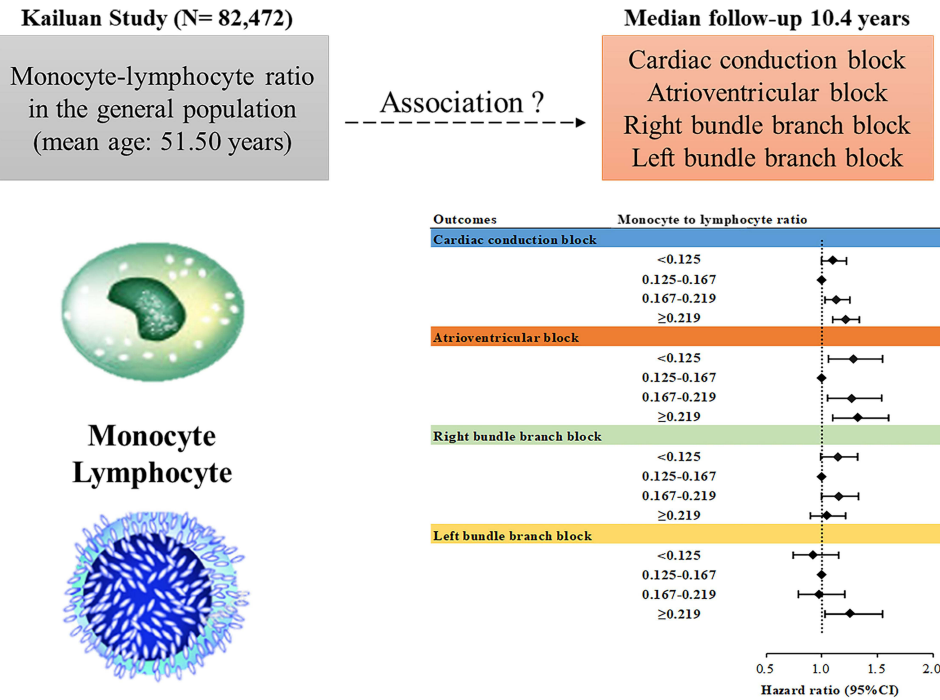 Kailuan Study (N= 82,472)
Monocyte-lymphocyte ratio
in the general population
(mean age: 51.50 years)
Association ?
Median follow-up 10.4 years
Cardiac conduction block
Atrioventricular block
Right bundle branch block
Left bundle branch block
Monocyte
Lymphocyte
Outcomes Monocyte to lymphocyte ratio
Cardiac conduction block
<0.125
0.125-0.167
0.167-0.219
≥0.219
Atrioventricular block
<0.125
0.125-0.167
0.167-0.219
≥0.219
Right bundle branch block
<0.125
0.125-0.167
0.167-0.219
≥0.219
Left bundle branch block
<0.125
0.125-0.167
0.167-0.219
≥0.219
0.5 1.0 1.5 2.0
Hazard ratio (95%CI)